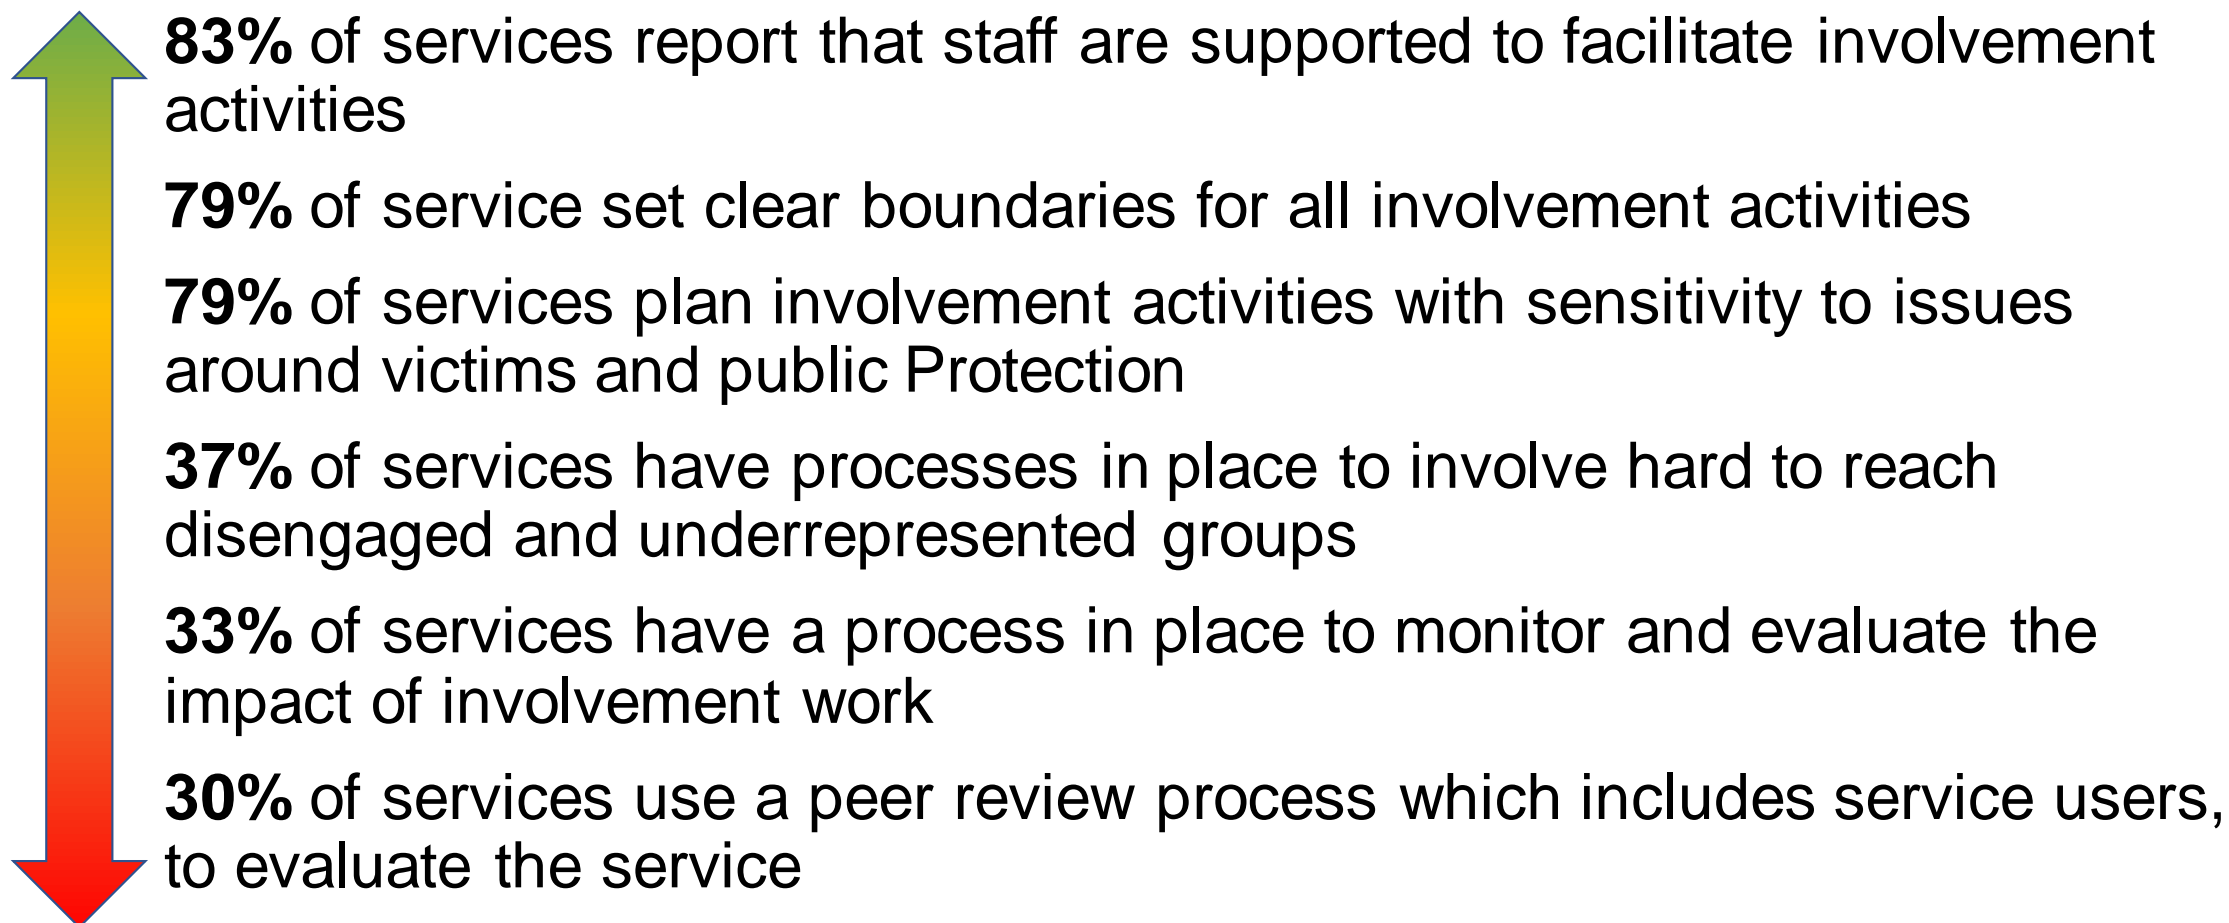 83% of services report that staff are supported to facilitate involvement
activities
79% of service set clear boundaries for all involvement activities
79% of services plan involvement activities with sensitivity to issues
around victims and public Protection
37% of services have processes in place to involve hard to reach
disengaged and underrepresented groups
33% of services have a process in place to monitor and evaluate the
impact of involvement work
30% of services use a peer review process which includes service users,
to evaluate the service